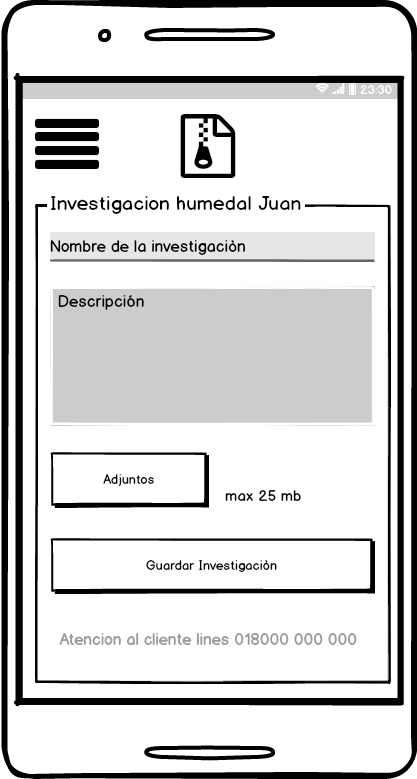 23:30
Investigacion humedal Juan
Nombre de la investigaciòn
Descripciôn
Adjuntos
max 25 mb
Guardar Investigaciòn
Atencion al cliente lines 018000 000 000